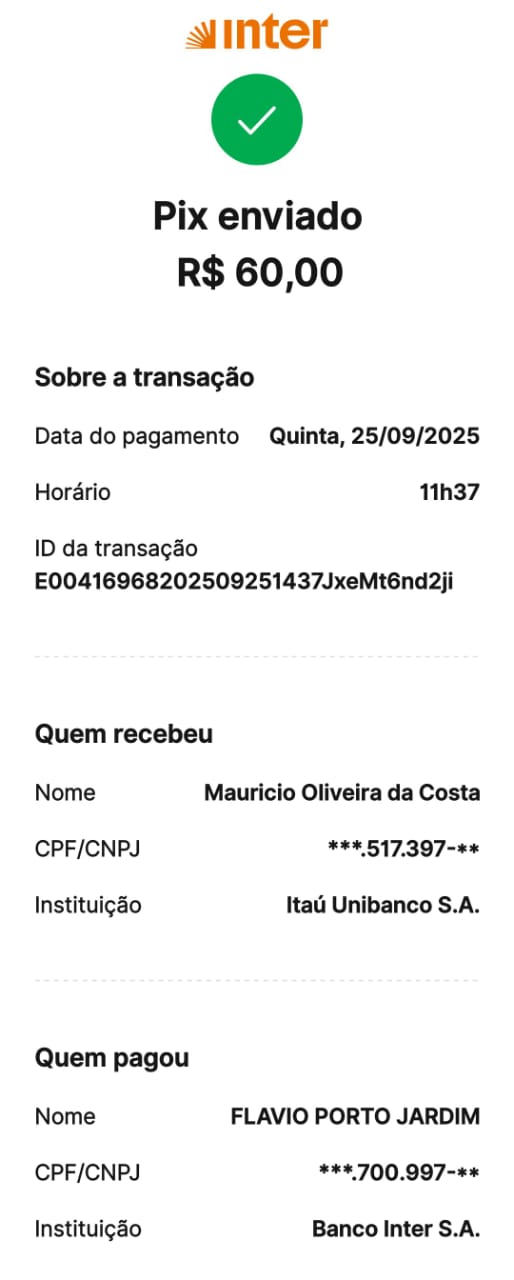 inter
Pix enviado
R$ 60,00
Sobre a transação
Data do pagamento Quinta, 25/09/2025
Horário 11h37
ID da transação
E00416968202509251437JxeMt6nd2ji
Quem recebeu
Nome Mauricio Oliveira da Costa
CPF/CNPJ ***.517.397-**
Instituição Itaú Unibanco S.A.
Quem pagou
Nome FLAVIO PORTO JARDIM
CPF/CNPJ ***.700.997-**
Instituição Banco Inter S.A.